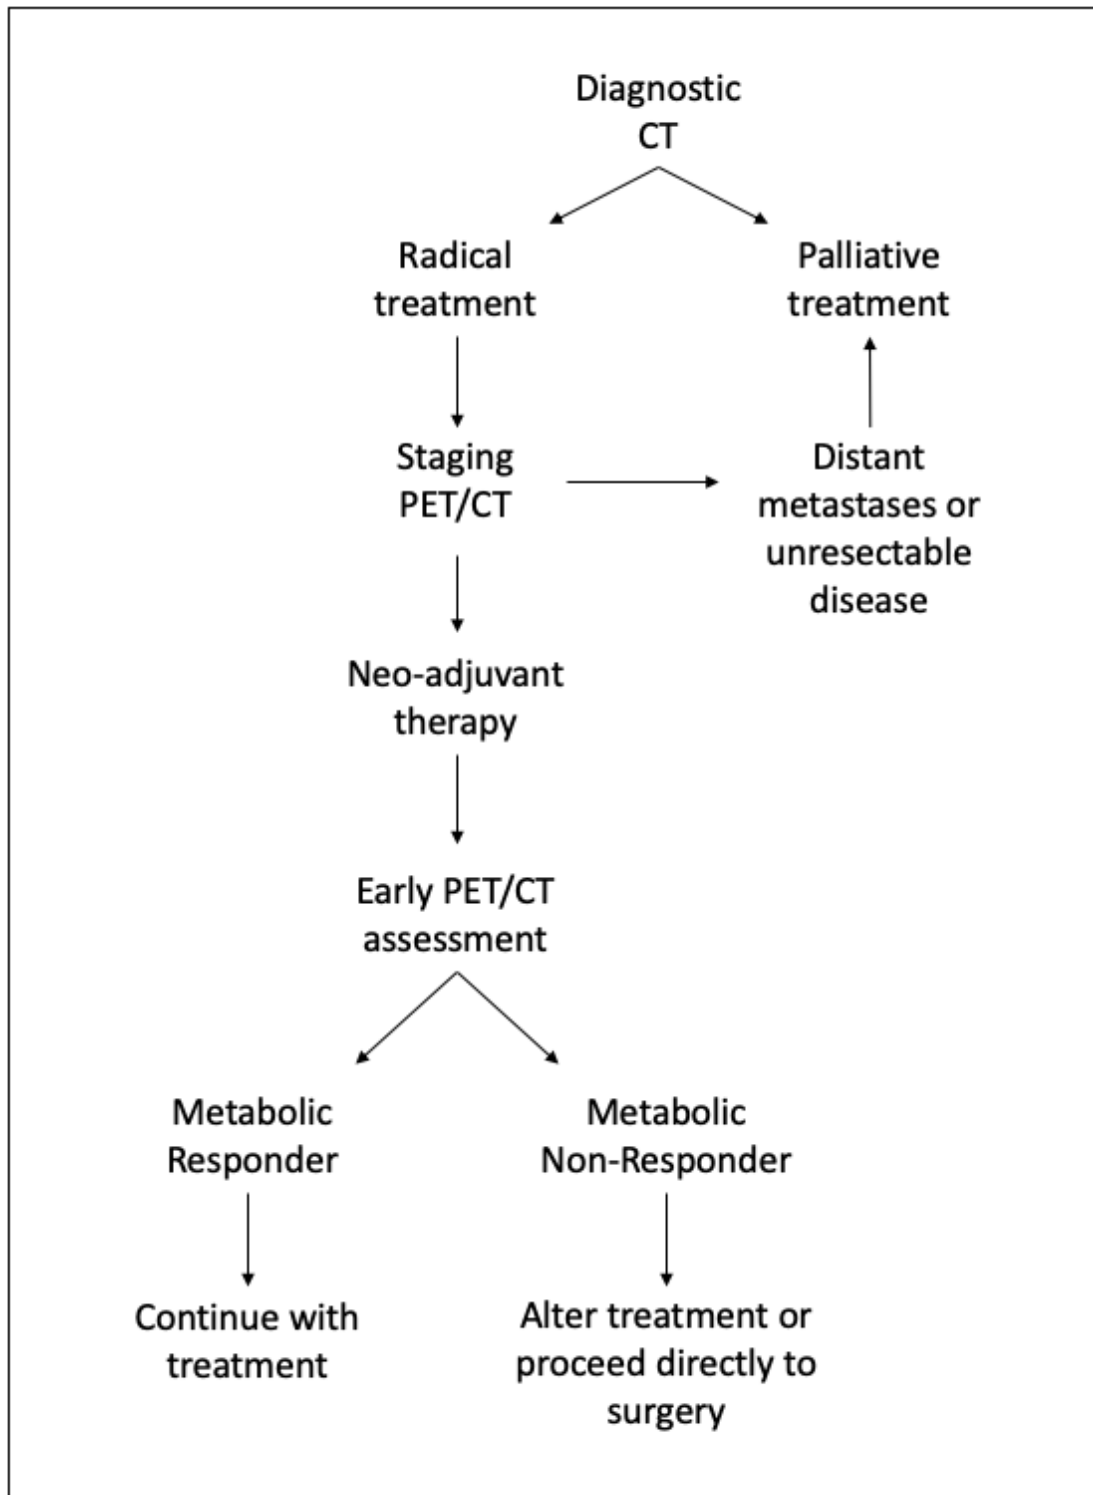 Diagnostic
CT
Radical
treatment
Palliative
treatment
Staging
PET/CT
Distant
metastases or
unresectable
disease
Neo-adjuvant
therapy
Early PET/CT
assessment
Metabolic
Responder
Metabolic
Non-Responder
Continue with
treatment
Alter treatment or
proceed directly to
surgery